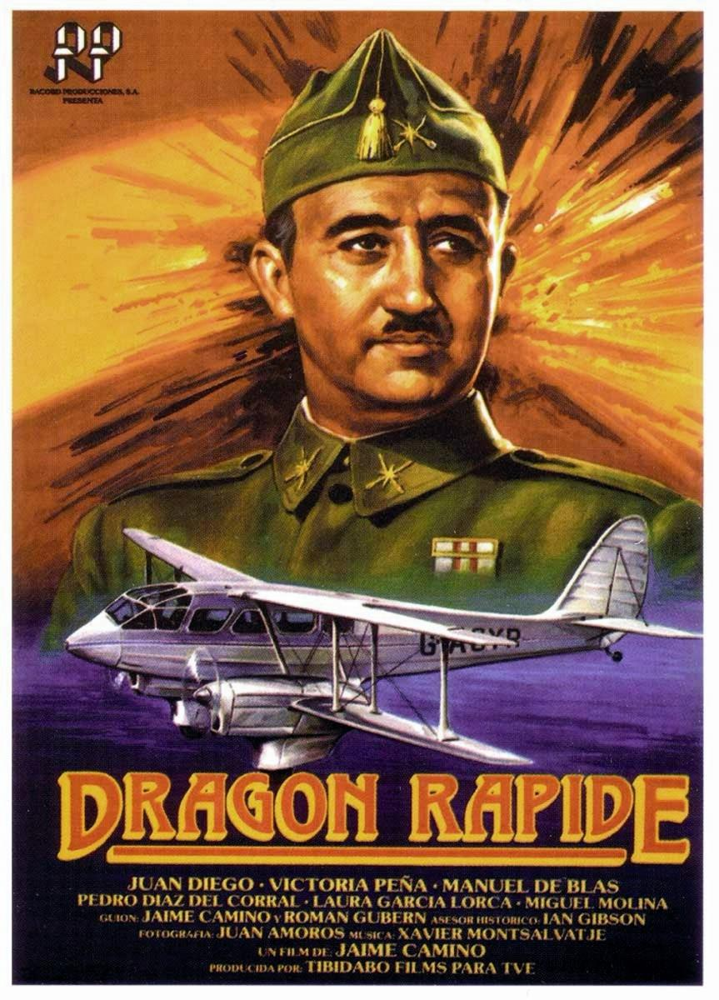 RACORD PRODUCCIONES, S.A.
PRESENTA
G-ACYR
DRAGON RAPIDE
JUAN DIEGO · VICTORIA PEÑA · MANUEL DE BLAS
PEDRO DIAZ DEL CORRAL · LAURA GARCIA LORCA · MIGUEL MOLINA
GUION: JAIME CAMINO Y ROMAN GUBERN ASESOR HISTORICO: IAN GIBSON
FOTOGRAFIA: JUAN AMOROS MUSICA: XAVIER MONTSALVATJE
UN FILM DE: JAIME CAMINO
PRODUCIDA POR: TIBIDABO FILMS PARA TVE